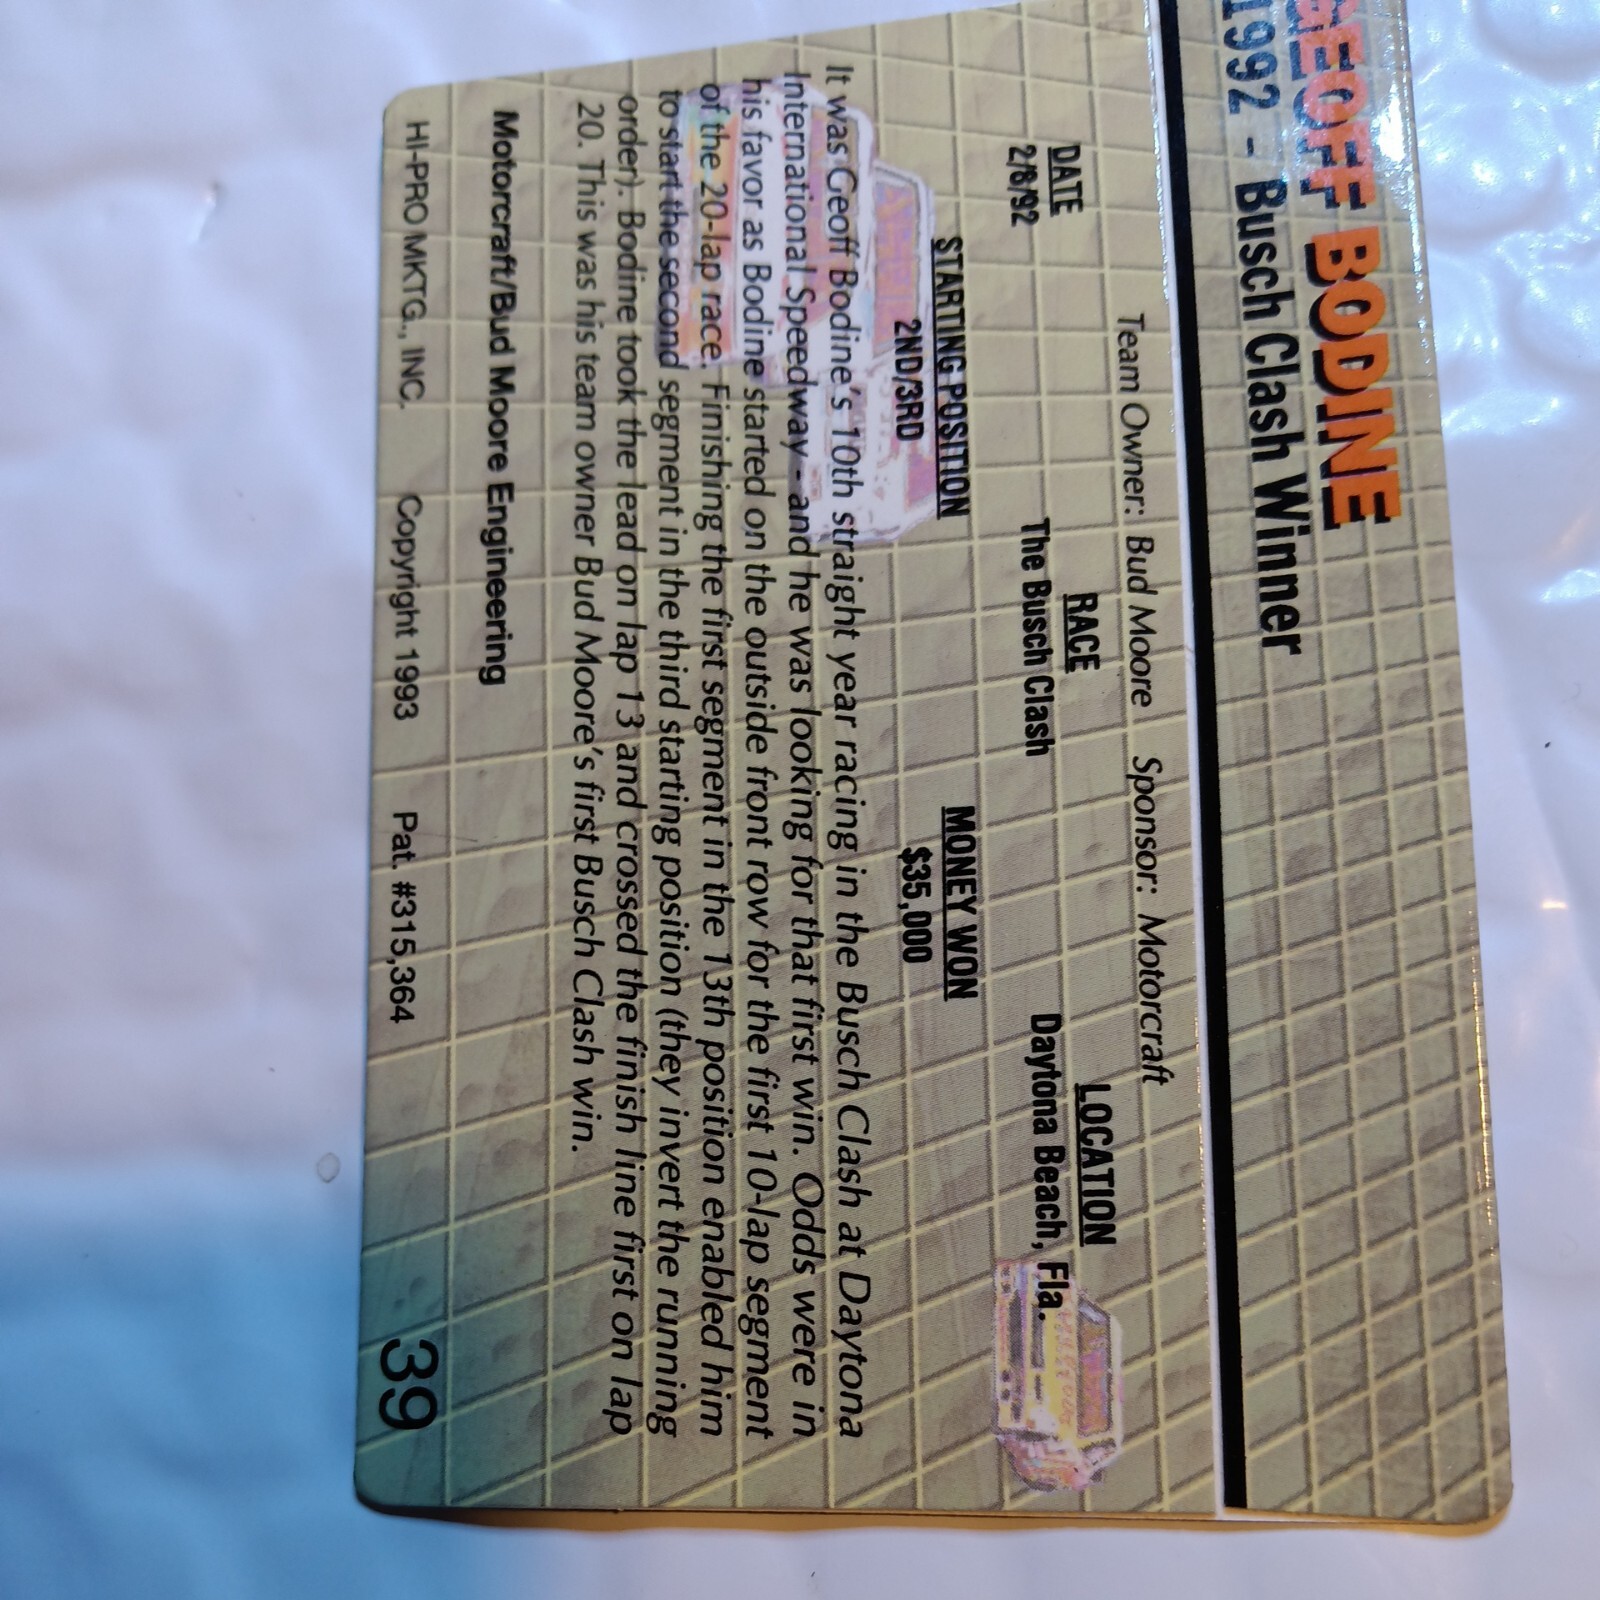 GEOFF BODINE
1992 - Busch Clash Winner
Team Owner: Bud Moore Sponsor: Motorcraft
DATE RACE LOCATION
2/8/92 The Busch Clash Daytona Beach, Fla.
STARTING POSITION MONEY WON
2ND/3RD $35,000
It was Geoff Bodine's 10th straight year racing in the Busch Clash at Daytona
International Speedway - and he was looking for that first win. Odds were in
his favor as Bodine started on the outside front row for the first 10-lap segment
of the 20-lap race. Finishing the first segment in the 13th position enabled him
to start the second segment in the third starting position (they invert the running
order). Bodine took the lead on lap 13 and crossed the finish line first on lap
20. This was his team owner Bud Moore's first Busch Clash win.
Motorcraft/Bud Moore Engineering
HI-PRO MKTG., INC. Copyright 1993 Pat. #315,364 39